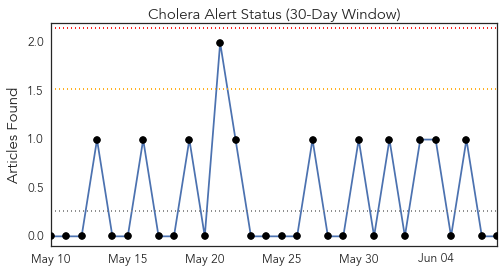 Cholera Alert Status (30-Day Window)
Articles Found
2.0
1.5
1.0
0.5
0.0
May 10 May 15 May 20 May 25 May 30 Jun 04